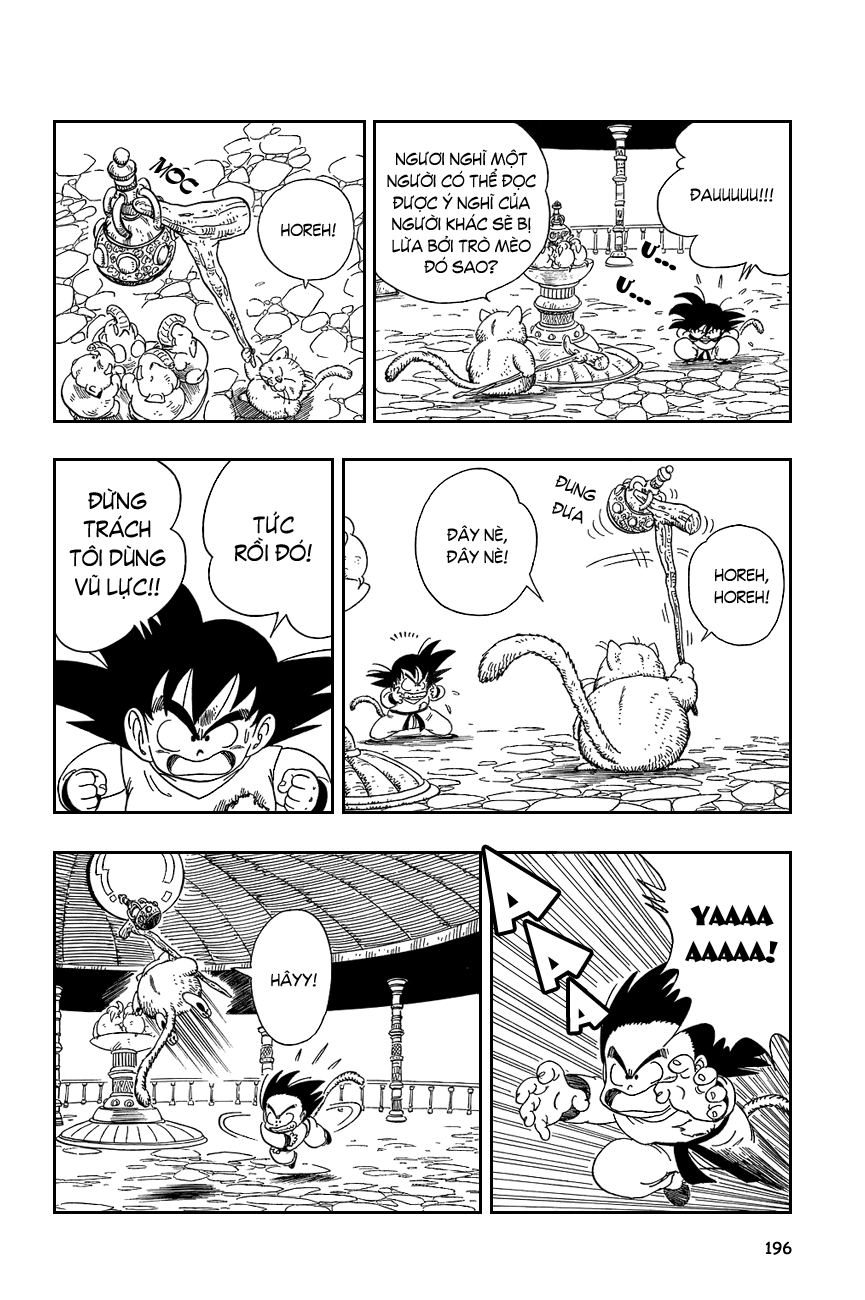 ĐAUUUUU!!!
Ư...
Ư...
NGƯƠI NGHĨ MỘT
NGƯỜI CÓ THỂ ĐỌC
ĐƯỢC Ý NGHĨ CỦA
NGƯỜI KHÁC SẼ BỊ
LỪA BỞI TRÒ MÈO
ĐÓ SAO?
MÓC
HOREH!
HOREH,
HOREH!
ĐUNG
ĐƯA
ĐÂY NÈ,
ĐÂY NÈ!
TỨC
RỒI ĐÓ!
ĐỪNG
TRÁCH
TÔI DÙNG
VŨ LỰC!!
YAAAA
AAAAA!
A
A
A
HÂYY!
196